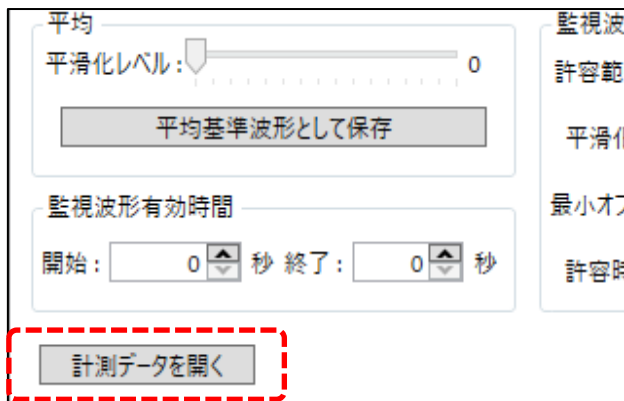 平均
平滑化レベル : 0
平均基準波形として保存
監視波形有効時間
開始 : 0 秒 終了 : 0 秒
計測データを開く
監視波
許容範
平滑化
最小オフ
許容時